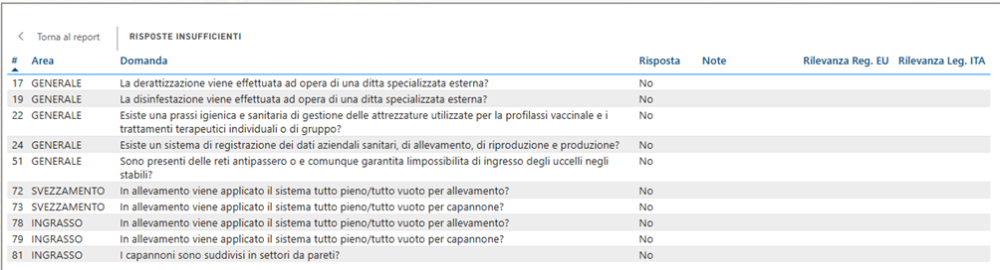 Torna al report RISPOSTE INSUFFICIENTI
# Area Domanda Risposta Note Rilevanza Reg. EU Rilevanza Leg. ITA
17 GENERALE La derattizzazione viene effettuata ad opera di una ditta specializzata esterna? No
19 GENERALE La disinfestazione viene effettuata ad opera di una ditta specializzata esterna? No
22 GENERALE Esiste una prassi igienica e sanitaria di gestione delle attrezzature utilizzate per la profilassi vaccinale e i No
trattamenti terapeutici individuali o di gruppo?
24 GENERALE Esiste un sistema di registrazione dei dati aziendali sanitari, di allevamento, di riproduzione e produzione? No
51 GENERALE Sono presenti delle reti antipassero o e comunque garantita limpossibilita di ingresso degli uccelli negli No
stabili?
72 SVEZZAMENTO In allevamento viene applicato il sistema tutto pieno/tutto vuoto per allevamento? No
73 SVEZZAMENTO In allevamento viene applicato il sistema tutto pieno/tutto vuoto per capannone? No
78 INGRASSO In allevamento viene applicato il sistema tutto pieno/tutto vuoto per allevamento? No
79 INGRASSO In allevamento viene applicato il sistema tutto pieno/tutto vuoto per capannone? No
81 INGRASSO I capannoni sono suddivisi in settori da pareti? No